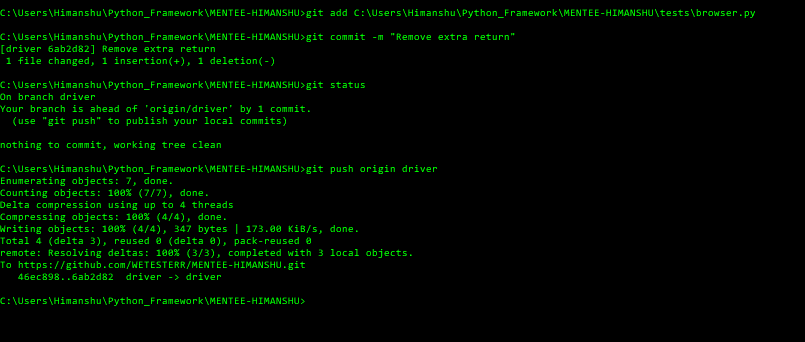 C:\Users\Himanshu\Python_Framework\MENTEE-HIMANSHU>git add C:\Users\Himanshu\Python_Framework\MENTEE-HIMANSHU\tests\browser.py
C:\Users\Himanshu\Python_Framework\MENTEE-HIMANSHU>git commit -m "Remove extra return"
[driver 6ab2d82] Remove extra return
 1 file changed, 1 insertion(+), 1 deletion(-)
C:\Users\Himanshu\Python_Framework\MENTEE-HIMANSHU>git status
On branch driver
Your branch is ahead of 'origin/driver' by 1 commit.
  (use "git push" to publish your local commits)
nothing to commit, working tree clean
C:\Users\Himanshu\Python_Framework\MENTEE-HIMANSHU>git push origin driver
Enumerating objects: 7, done.
Counting objects: 100% (7/7), done.
Delta compression using up to 4 threads
Compressing objects: 100% (4/4), done.
Writing objects: 100% (4/4), 347 bytes | 173.00 KiB/s, done.
Total 4 (delta 3), reused 0 (delta 0), pack-reused 0
remote: Resolving deltas: 100% (3/3), completed with 3 local objects.
To https://github.com/WETESTERR/MENTEE-HIMANSHU.git
   46ec898..6ab2d82  driver -> driver
C:\Users\Himanshu\Python_Framework\MENTEE-HIMANSHU>